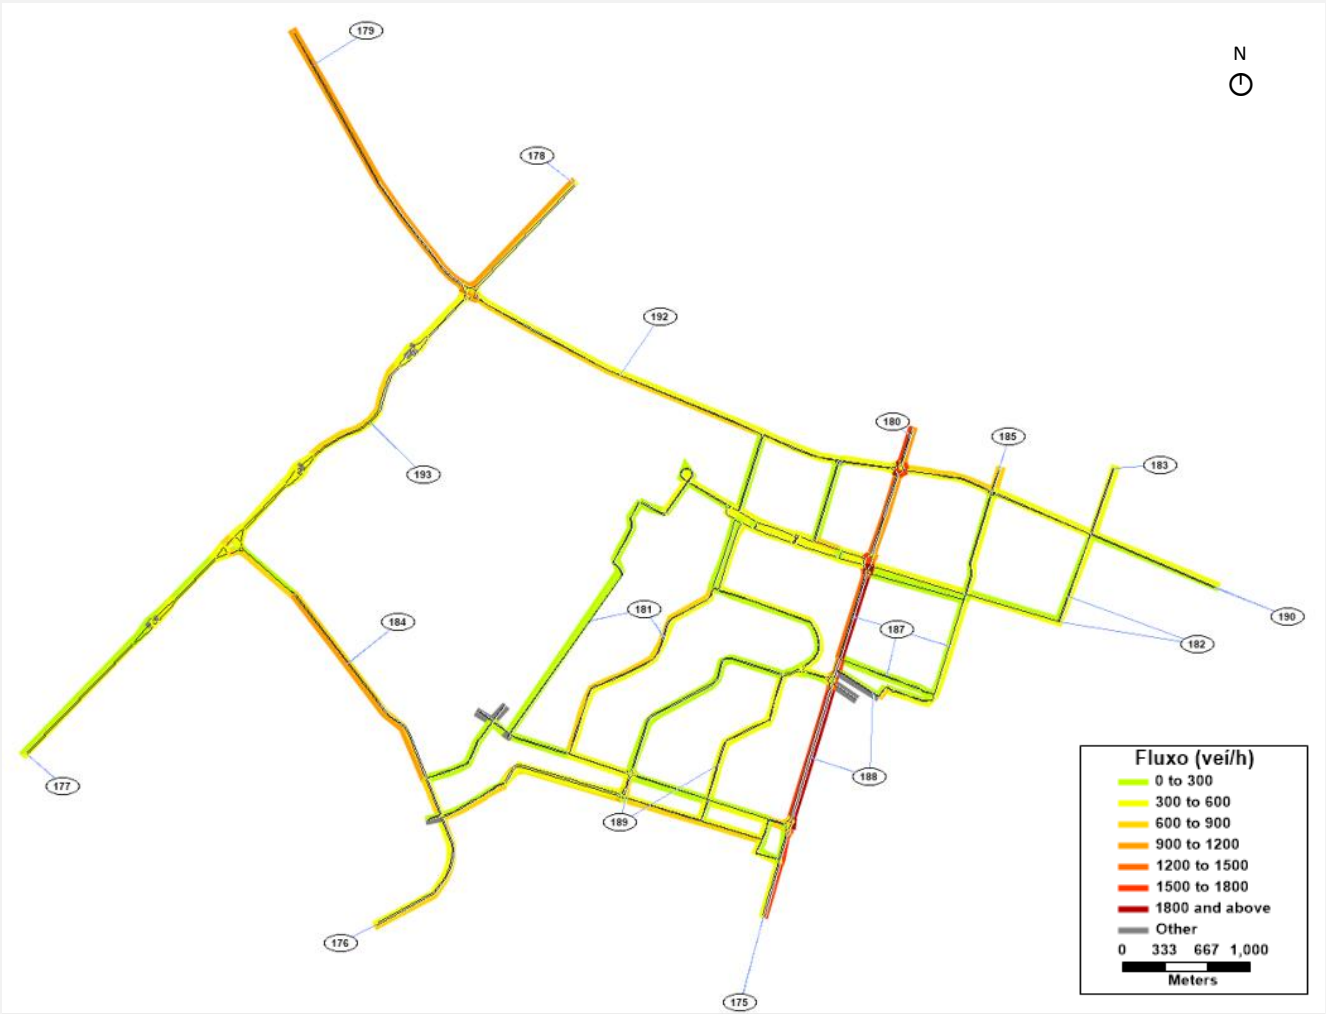 179
N
178
192
180
185
183
193
181
190
184
187
182
177
188
189
176
175
Fluxo (veí/h)
0 to 300
300 to 600
600 to 900
900 to 1200
1200 to 1500
1500 to 1800
1800 and above
Other
0 333 667 1,000
Meters